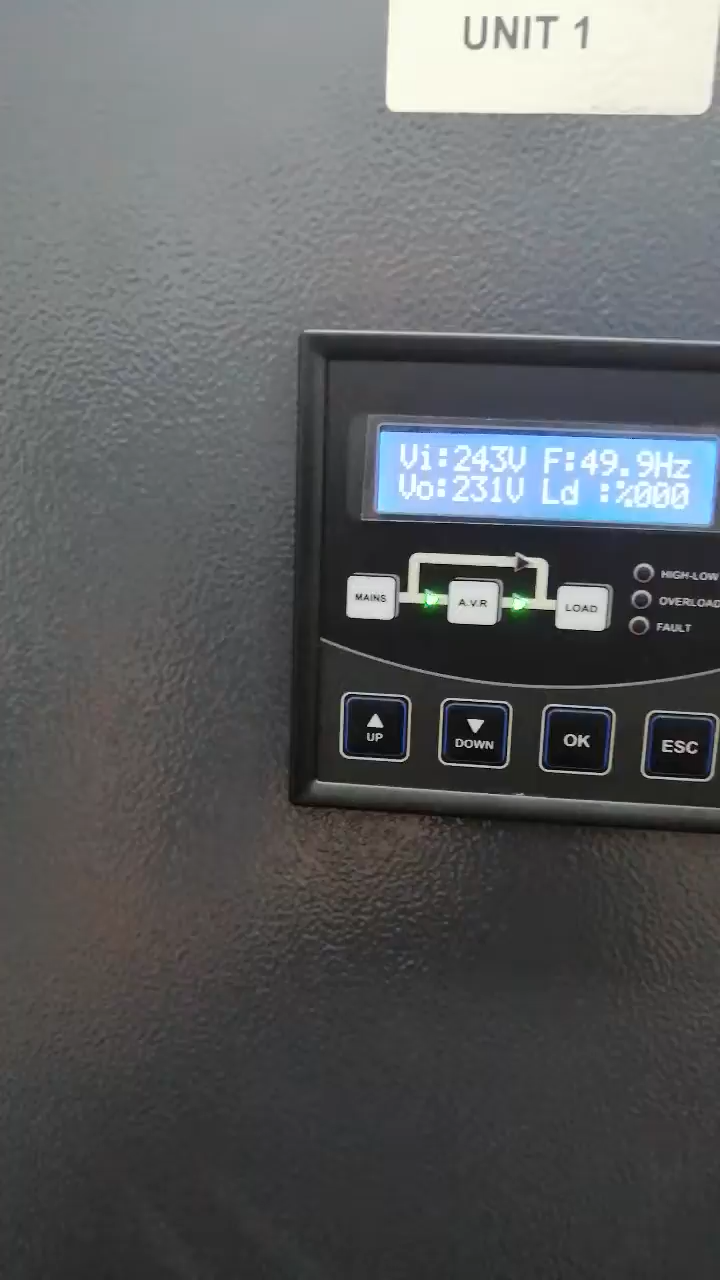 UNIT 1
Vi:243V F:49.9Hz
Vo:231V Ld :%000
MAINS
A.V.R
LOAD
HIGH-LOW
OVERLOAD
FAULT
UP
DOWN
OK
ESC